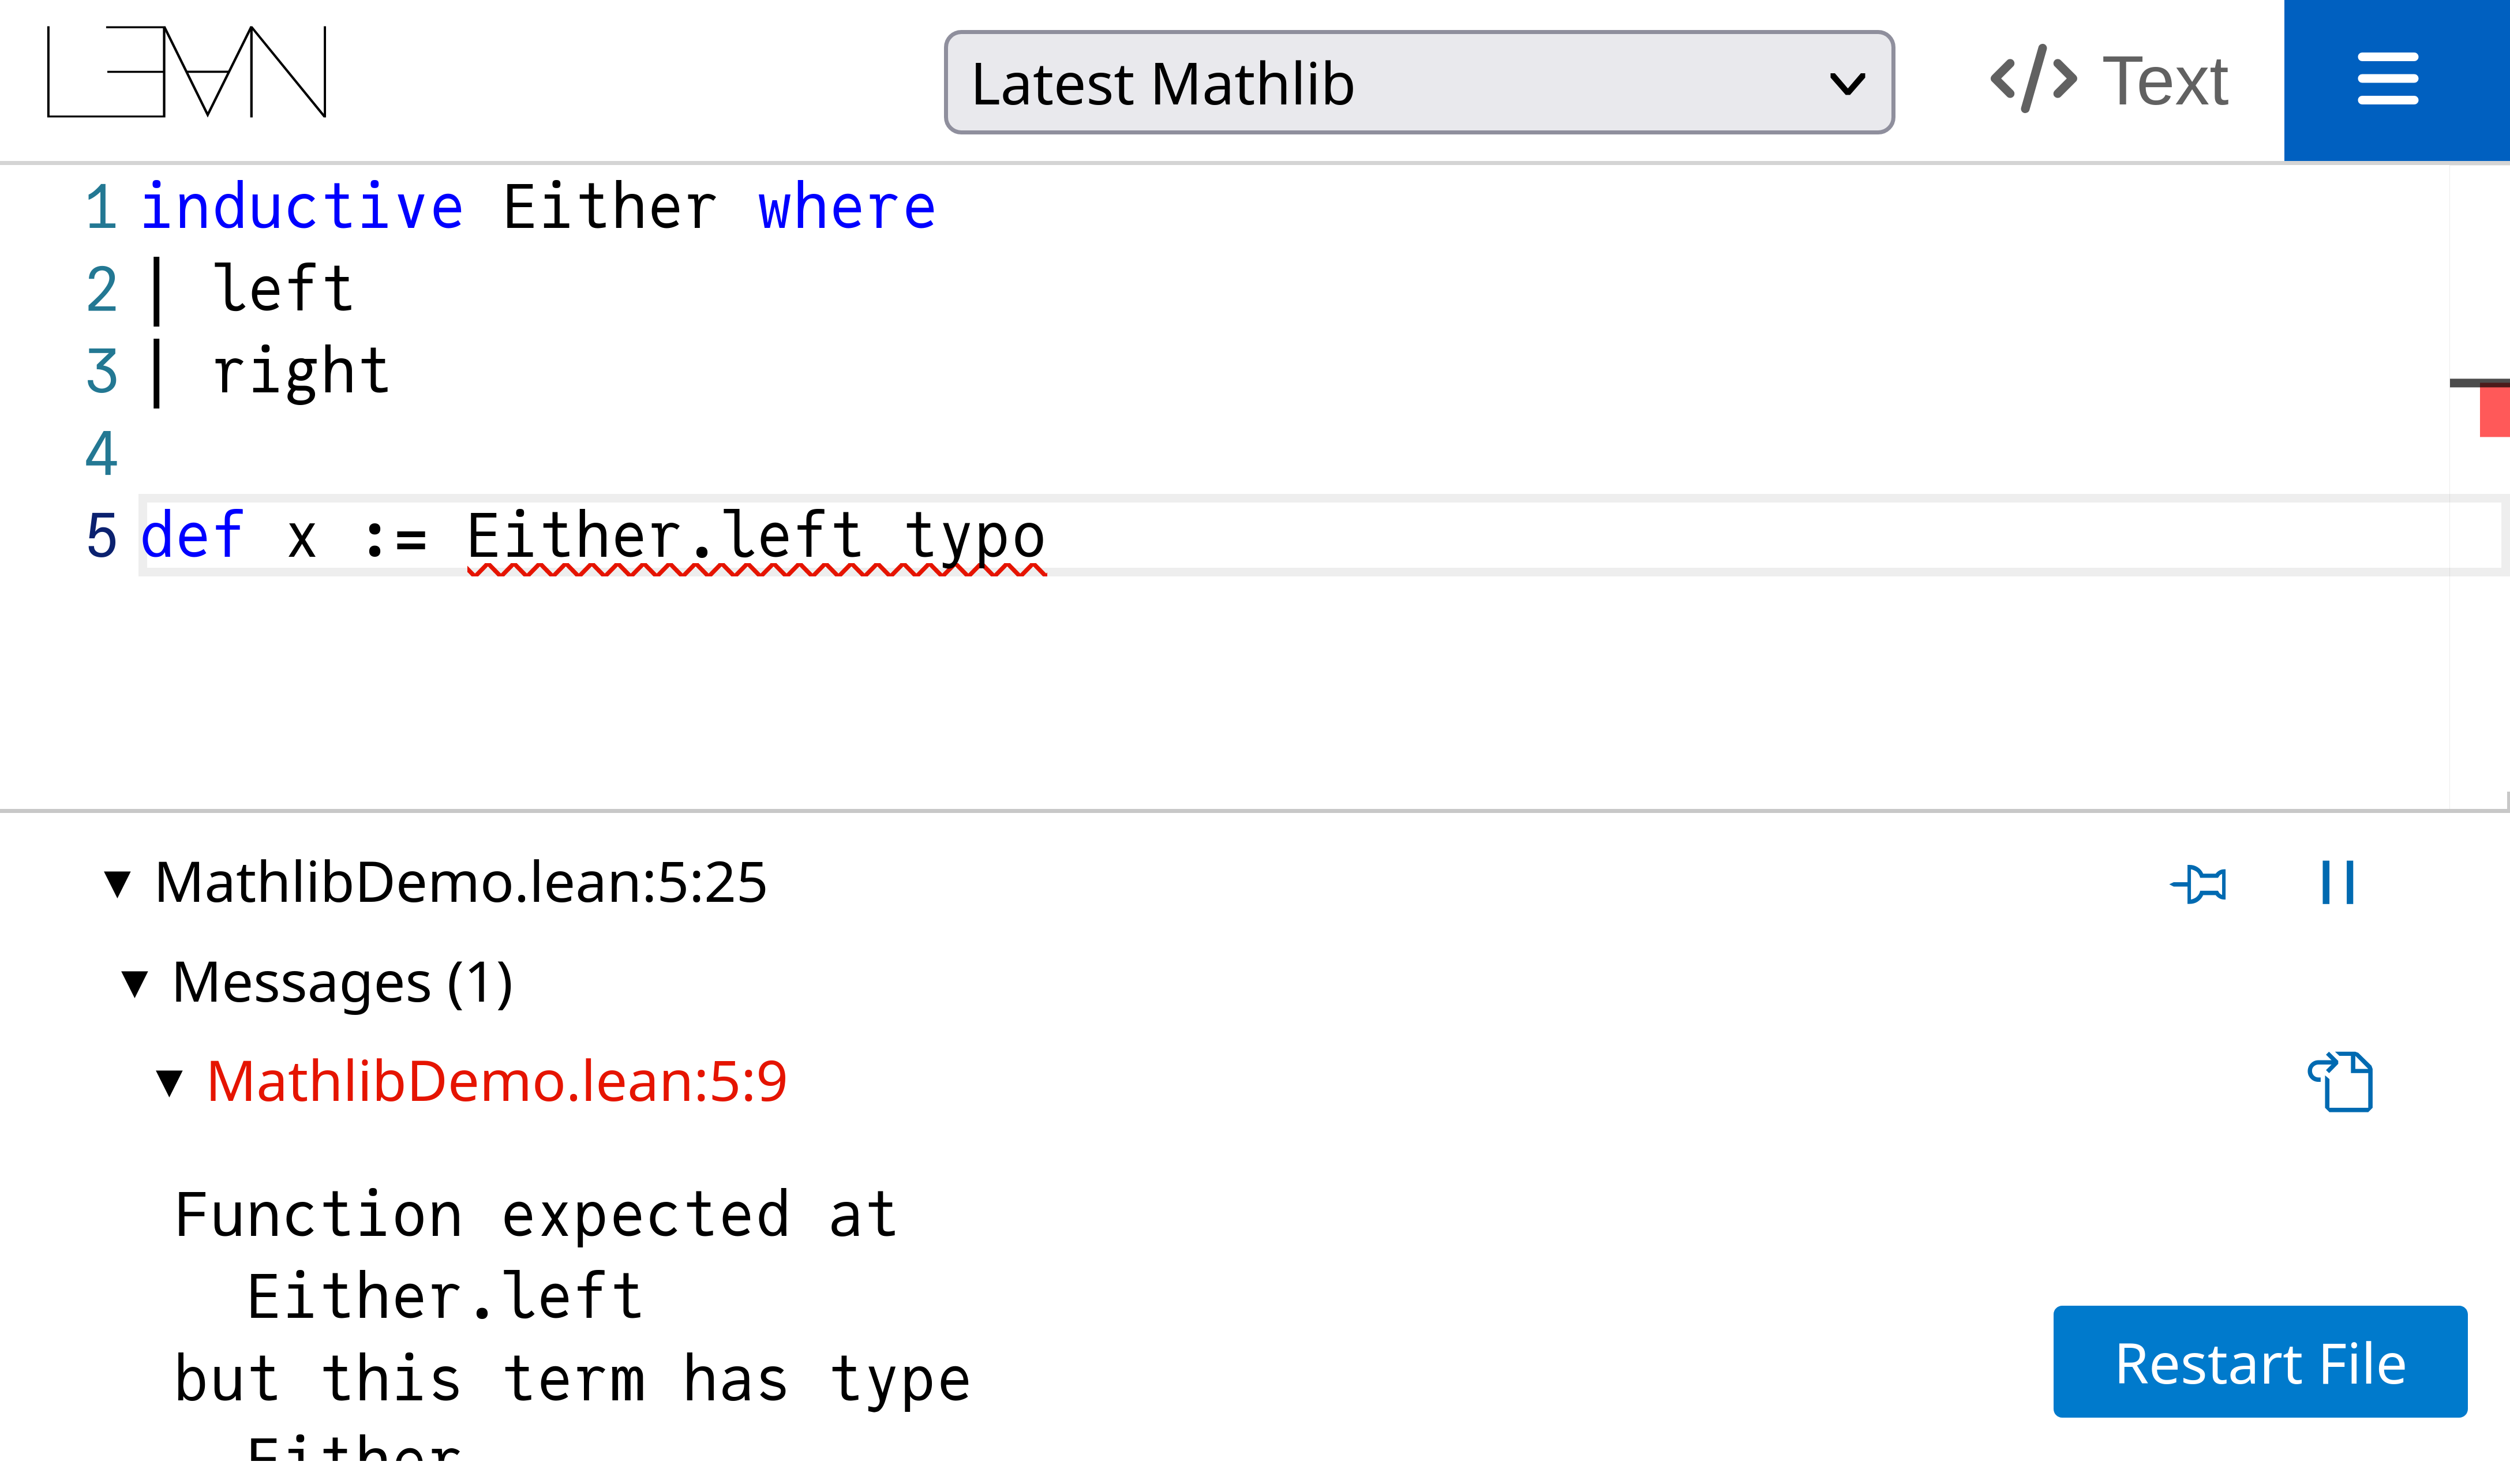 LEAN
Latest Mathlib
</> Text
1 inductive Either where
2 | left
3 | right
4
5 def x := Either.left typo
▼ MathlibDemo.lean:5:25
▼ Messages (1)
▼ MathlibDemo.lean:5:9
Function expected at
Either.left
but this term has type
Either
Restart File